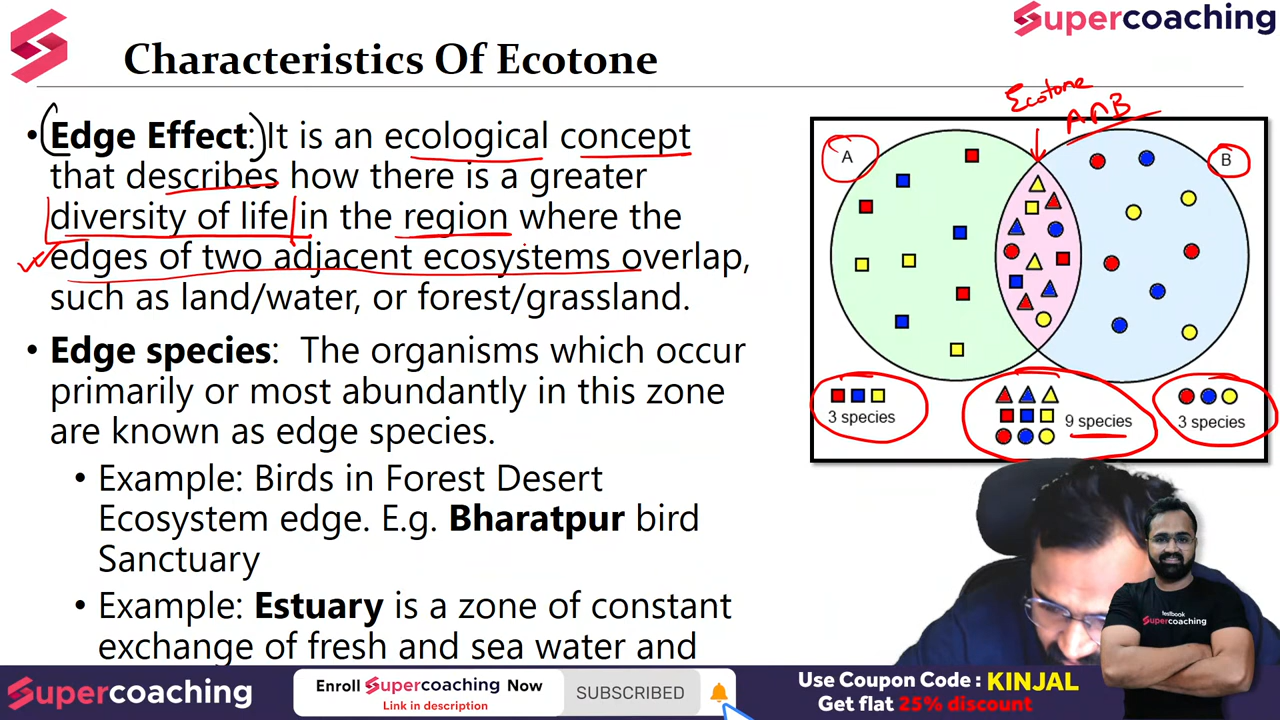 Supercoaching
Characteristics Of Ecotone
• Edge Effect: It is an ecological concept
that describes how there is a greater
diversity of life in the region where the
edges of two adjacent ecosystems overlap,
such as land/water, or forest/grassland.
• Edge species: The organisms which occur
primarily or most abundantly in this zone
are known as edge species.
• Example: Birds in Forest Desert
Ecosystem edge. E.g. Bharatpur bird
Sanctuary
• Example: Estuary is a zone of constant
exchange of fresh and sea water and
Ecotone
A∩B
A
B
3 species
9 species
3 species
testbook
Supercoaching
Supercoaching
Enroll Supercoaching Now
Link in description
SUBSCRIBED
Use Coupon Code : KINJAL
Get flat 25% discount